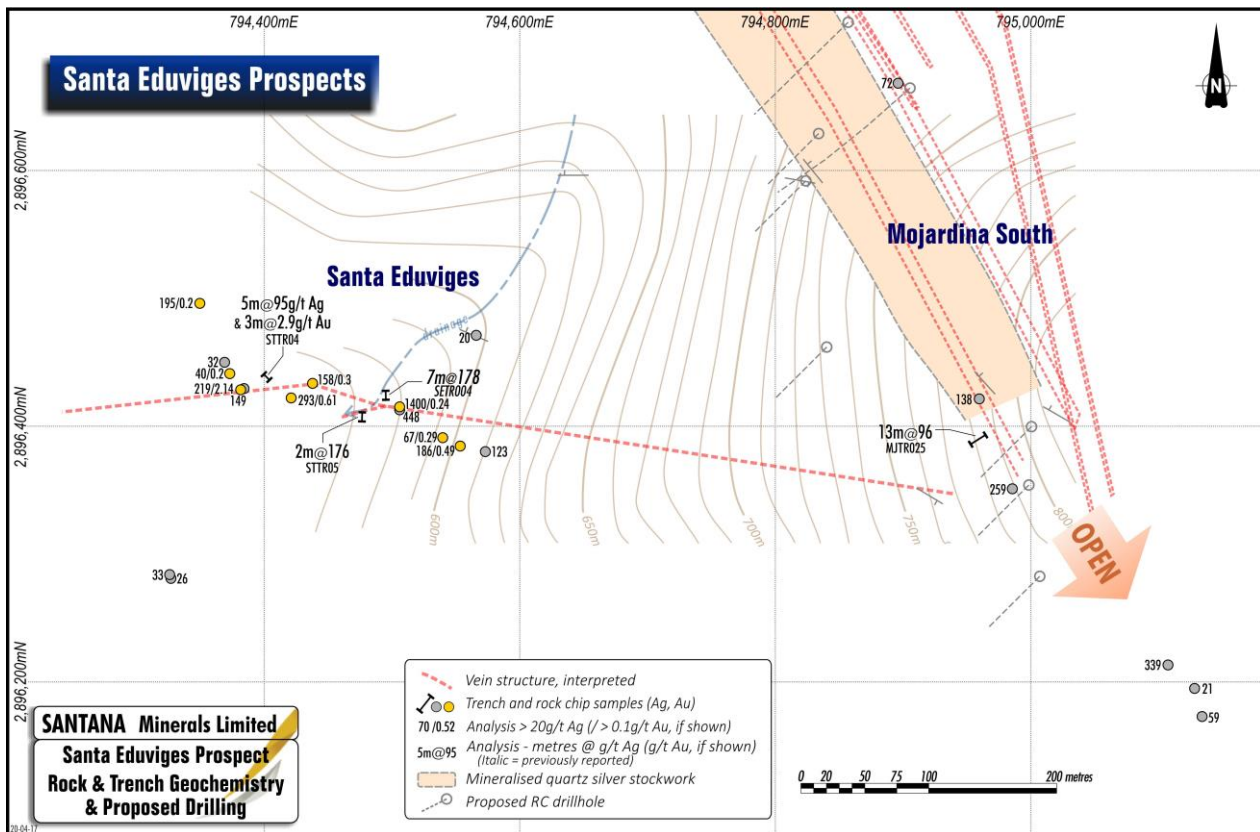 794,400mE
794,600mE
794,800mE
795,000mE
Santa Eduviges Prospects
N
72
2,896,600mN
Mojardina South
Santa Eduviges
195/0.2
5m@95g/t Ag
& 3m@2.9g/t Au
STTR04
drainage
20
32
40/0.2
219/2.14
149
158/0.3
293/0.61
7m@178
SETR004
1400/0.24
448
138
2,896,400mN
2m@176
STTR05
67/0.29
186/0.49
123
13m@96
MJTR025
259
600m
650m
700m
750m
800
OPEN
33
26
339
21
59
2,896,200mN
Vein structure, interpreted
Trench and rock chip samples (Ag, Au)
70 /0.52 Analysis > 20g/t Ag (/ > 0.1g/t Au, if shown)
5m@95 Analysis - metres @ g/t Ag (g/t Au, if shown)
(Italic = previously reported)
Mineralised quartz silver stockwork
Proposed RC drillhole
SANTANA Minerals Limited
Santa Eduviges Prospect
Rock & Trench Geochemistry
& Proposed Drilling
0 20 50 75 100 200 metres
20-04-17